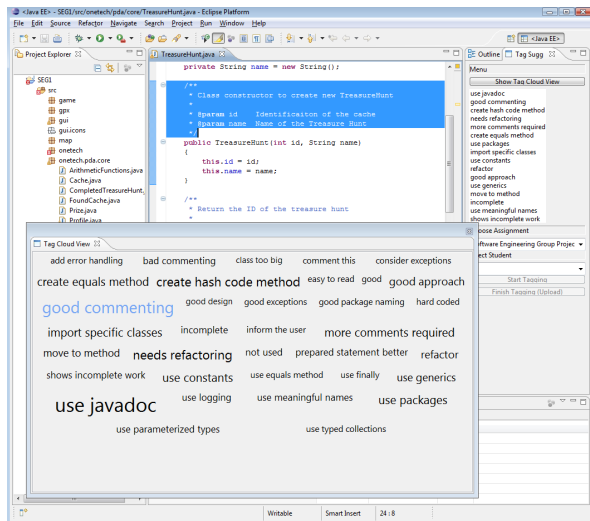 <Java EE> - SEG1/src/onetech/pda/core/TreasureHunt.java - Eclipse Platform
File Edit Source Refactor Navigate Search Project Run Window Help
<Java EE>
Project Explorer
SEG1
src
game
gpx
gui
gui.icons
map
onetech
onetech.pda.core
ArithmeticFunctions.java
Cache.java
CompletedTreasureHunt.
FoundCache.java
Prize.java
Profile.java
TreasureHunt.java
private String name = new String();
/**
* Class constructor to create new TreasureHunt
*
* @param id Identificaiton of the cache
* @param name Name of the Treasure Hunt
*/
public TreasureHunt(int id, String name)
{
this.id = id;
this.name = name;
}
/**
* Return the ID of the treasure hunt
*
Outline Tag Sugg
Menu
Show Tag Cloud View
use javadoc
good commenting
create hash code method
needs refactoring
more comments required
create equals method
use packages
import specific classes
use constants
refactor
good approach
use generics
move to method
incomplete
use meaningful names
shows incomplete work
oose Assignment
ftware Engineering Group Projec
ect Student
Start Tagging
Finish Tagging (Upload)
Tag Cloud View
add error handling bad commenting class too big comment this consider exceptions
create equals method create hash code method easy to read good good approach
good commenting good design good exceptions good package naming hard coded
import specific classes incomplete inform the user more comments required
move to method needs refactoring not used prepared statement better refactor
shows incomplete work use constants use equals method use finally use generics
use javadoc use logging use meaningful names use packages
use parameterized types use typed collections
Writable Smart Insert 24 : 8